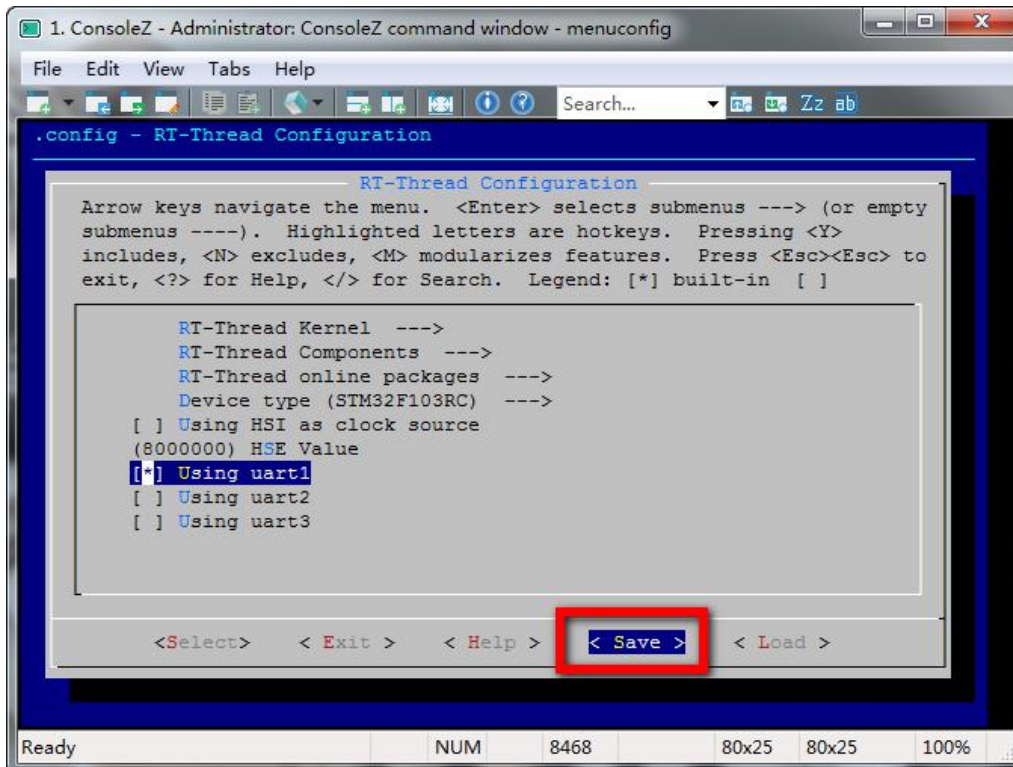 1. ConsoleZ - Administrator: ConsoleZ command window - menuconfig
File Edit View Tabs Help
Search... Zz ab
.config - RT-Thread Configuration
RT-Thread Configuration
Arrow keys navigate the menu. <Enter> selects submenus ---> (or empty
submenus ----). Highlighted letters are hotkeys. Pressing <Y>
includes, <N> excludes, <M> modularizes features. Press <Esc><Esc> to
exit, <?> for Help, </> for Search. Legend: [*] built-in [ ]
RT-Thread Kernel --->
RT-Thread Components --->
RT-Thread online packages --->
Device type (STM32F103RC) --->
[ ] Using HSI as clock source
(8000000) HSE Value
[*] Using uart1
[ ] Using uart2
[ ] Using uart3
<Select> < Exit > < Help > < Save > < Load >
Ready NUM 8468 80x25 80x25 100%